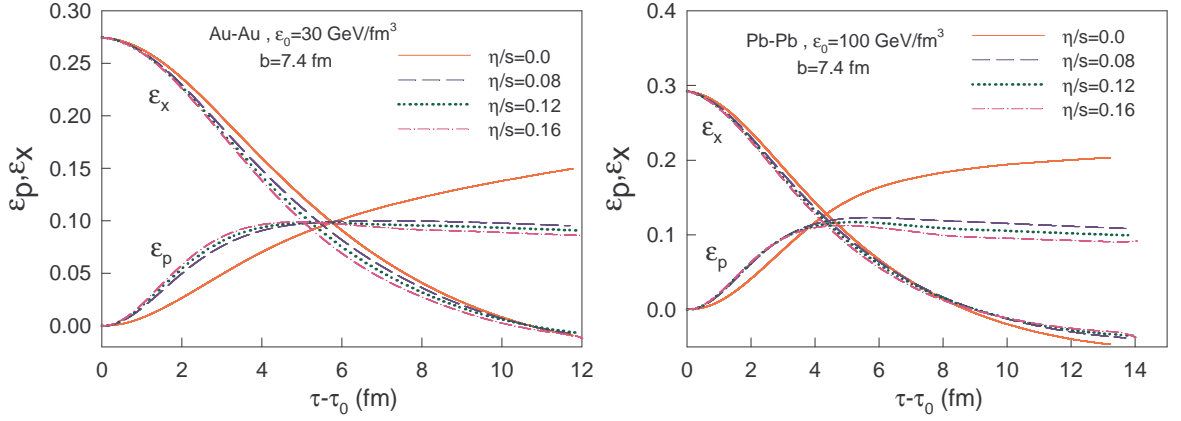 Au-Au , ε₀=30 GeV/fm³
b=7.4 fm
η/s=0.0
η/s=0.08
η/s=0.12
η/s=0.16
εₓ
εₚ
εₚ,εₓ
0.30
0.25
0.20
0.15
0.10
0.05
0.00
0 2 4 6 8 10 12
τ-τ₀ (fm)
Pb-Pb , ε₀=100 GeV/fm³
b=7.4 fm
η/s=0.0
η/s=0.08
η/s=0.12
η/s=0.16
εₓ
εₚ
εₚ,εₓ
0.4
0.3
0.2
0.1
0.0
0 2 4 6 8 10 12 14
τ-τ₀ (fm)